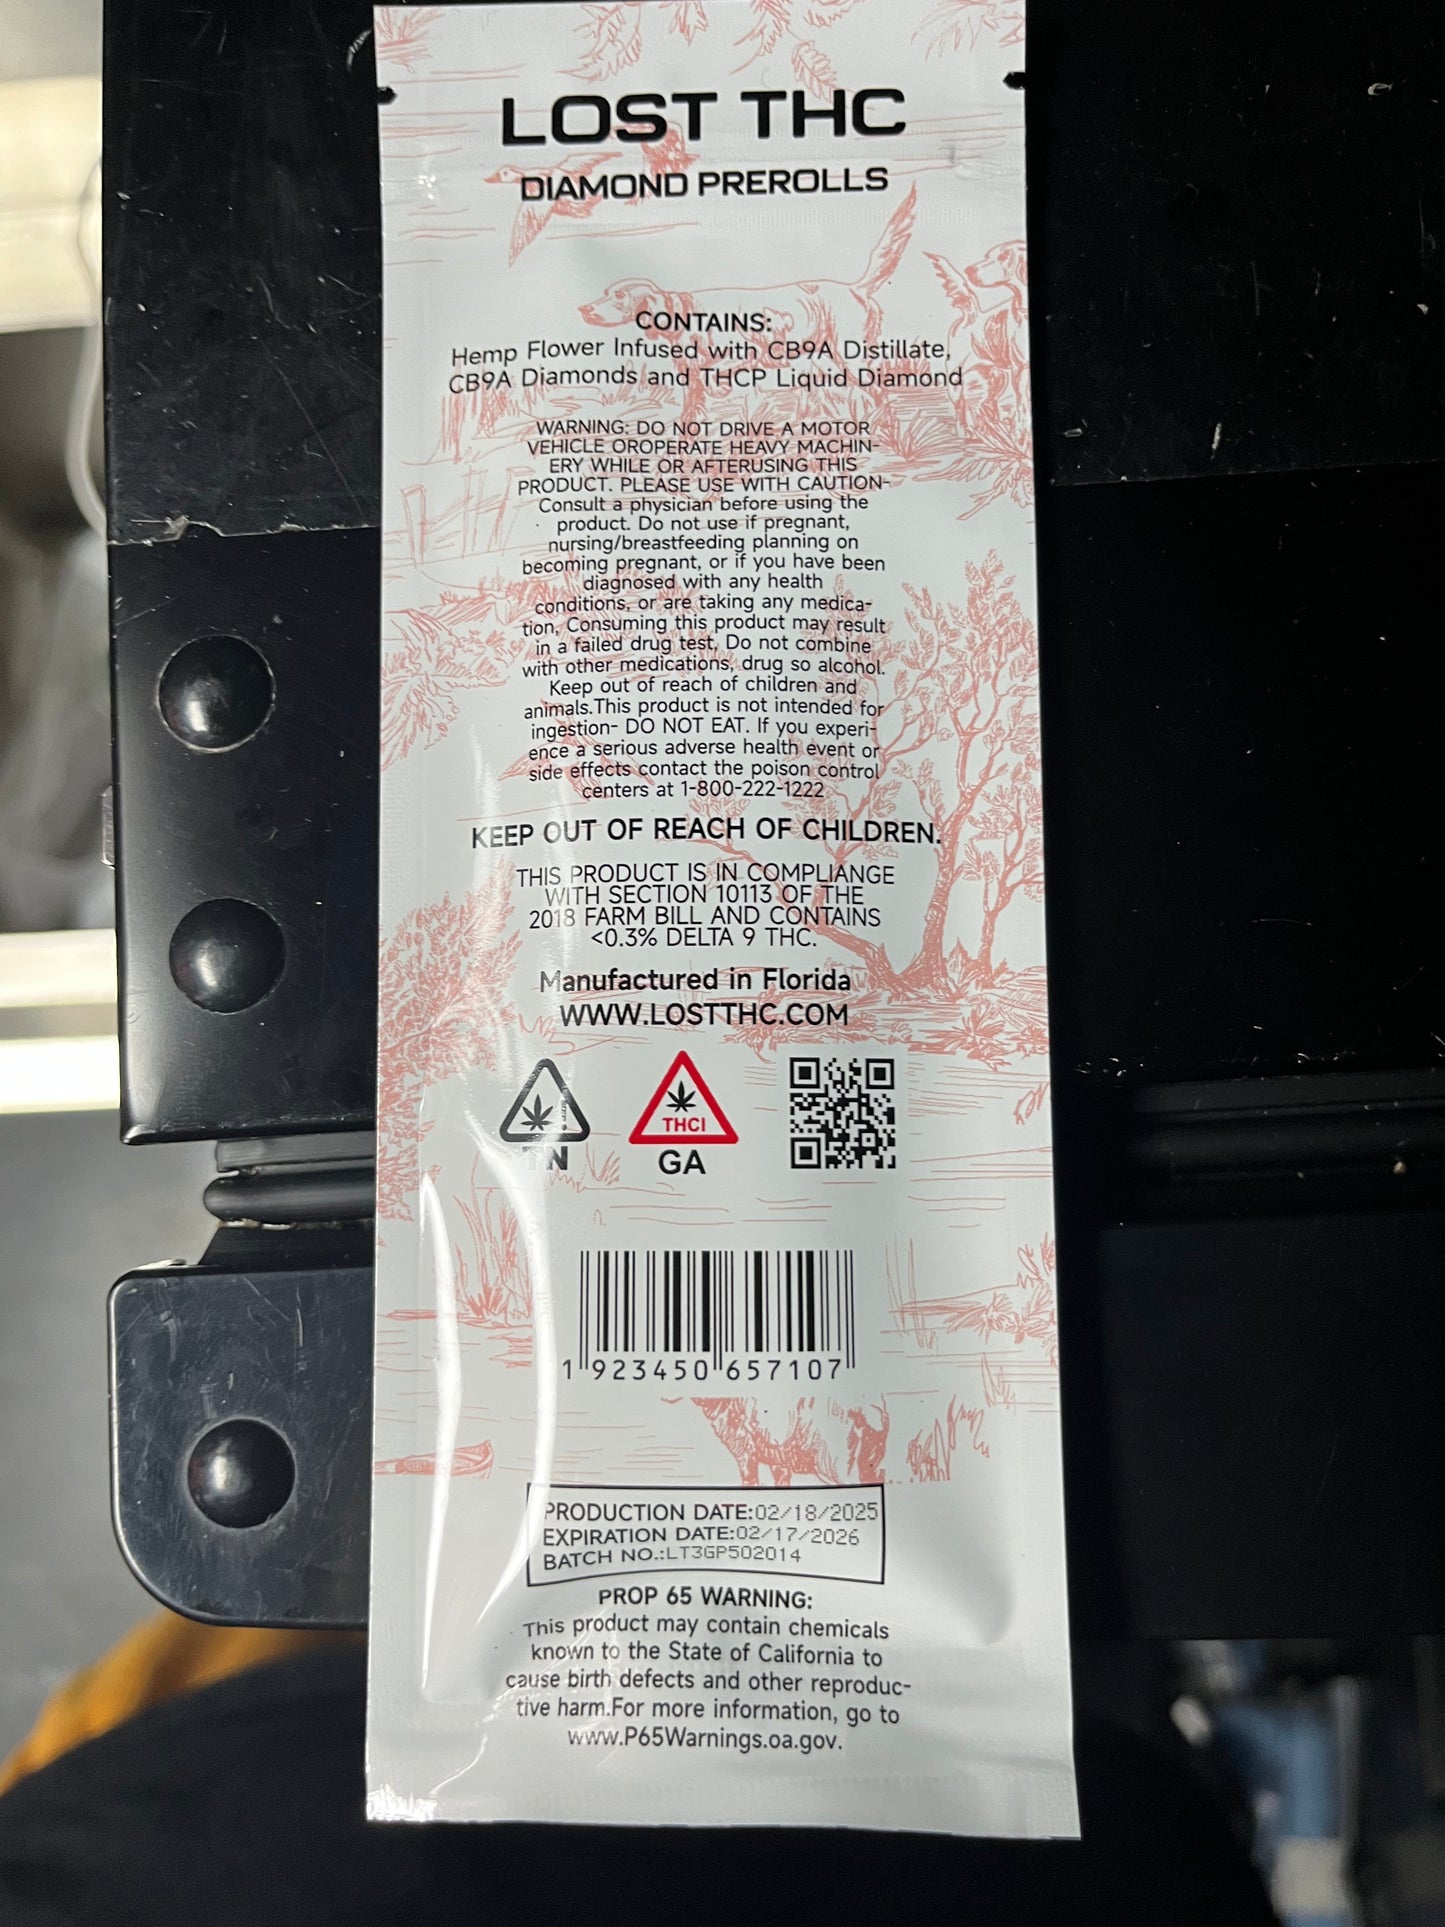 LOST THC
DIAMOND PREROLLS
CONTAINS:
Hemp Flower Infused with CB9A Distillate,
CB9A Diamonds and THCP Liquid Diamond
WARNING: DO NOT DRIVE A MOTOR
VEHICLE OROPERATE HEAVY MACHIN-
ERY WHILE OR AFTERUSING THIS
PRODUCT. PLEASE USE WITH CAUTION-
Consult a physician before using the
product. Do not use if pregnant,
nursing/breastfeeding planning on
becoming pregnant, or if you have been
diagnosed with any health
conditions, or are taking any medica-
tion, Consuming this product may result
in a failed drug test, Do not combine
with other medications, drug so alcohol.
Keep out of reach of children and
animals.This product is not intended for
ingestion- DO NOT EAT. If you experi-
ence a serious adverse health event or
side effects contact the poison control
centers at 1-800-222-1222
KEEP OUT OF REACH OF CHILDREN.
THIS PRODUCT IS IN COMPLIANGE
WITH SECTION 10113 OF THE
2018 FARM BILL AND CONTAINS
<0.3% DELTA 9 THC.
Manufactured in Florida
WWW.LOSTTHC.COM
!
THCI
TN
GA
1 923450 657107
PRODUCTION DATE:02/18/2025
EXPIRATION DATE:02/17/2026
BATCH NO.:LT3GP502014
PROP 65 WARNING:
This product may contain chemicals
known to the State of California to
cause birth defects and other reproduc-
tive harm.For more information, go to
www.P65Warnings.oa.gov.